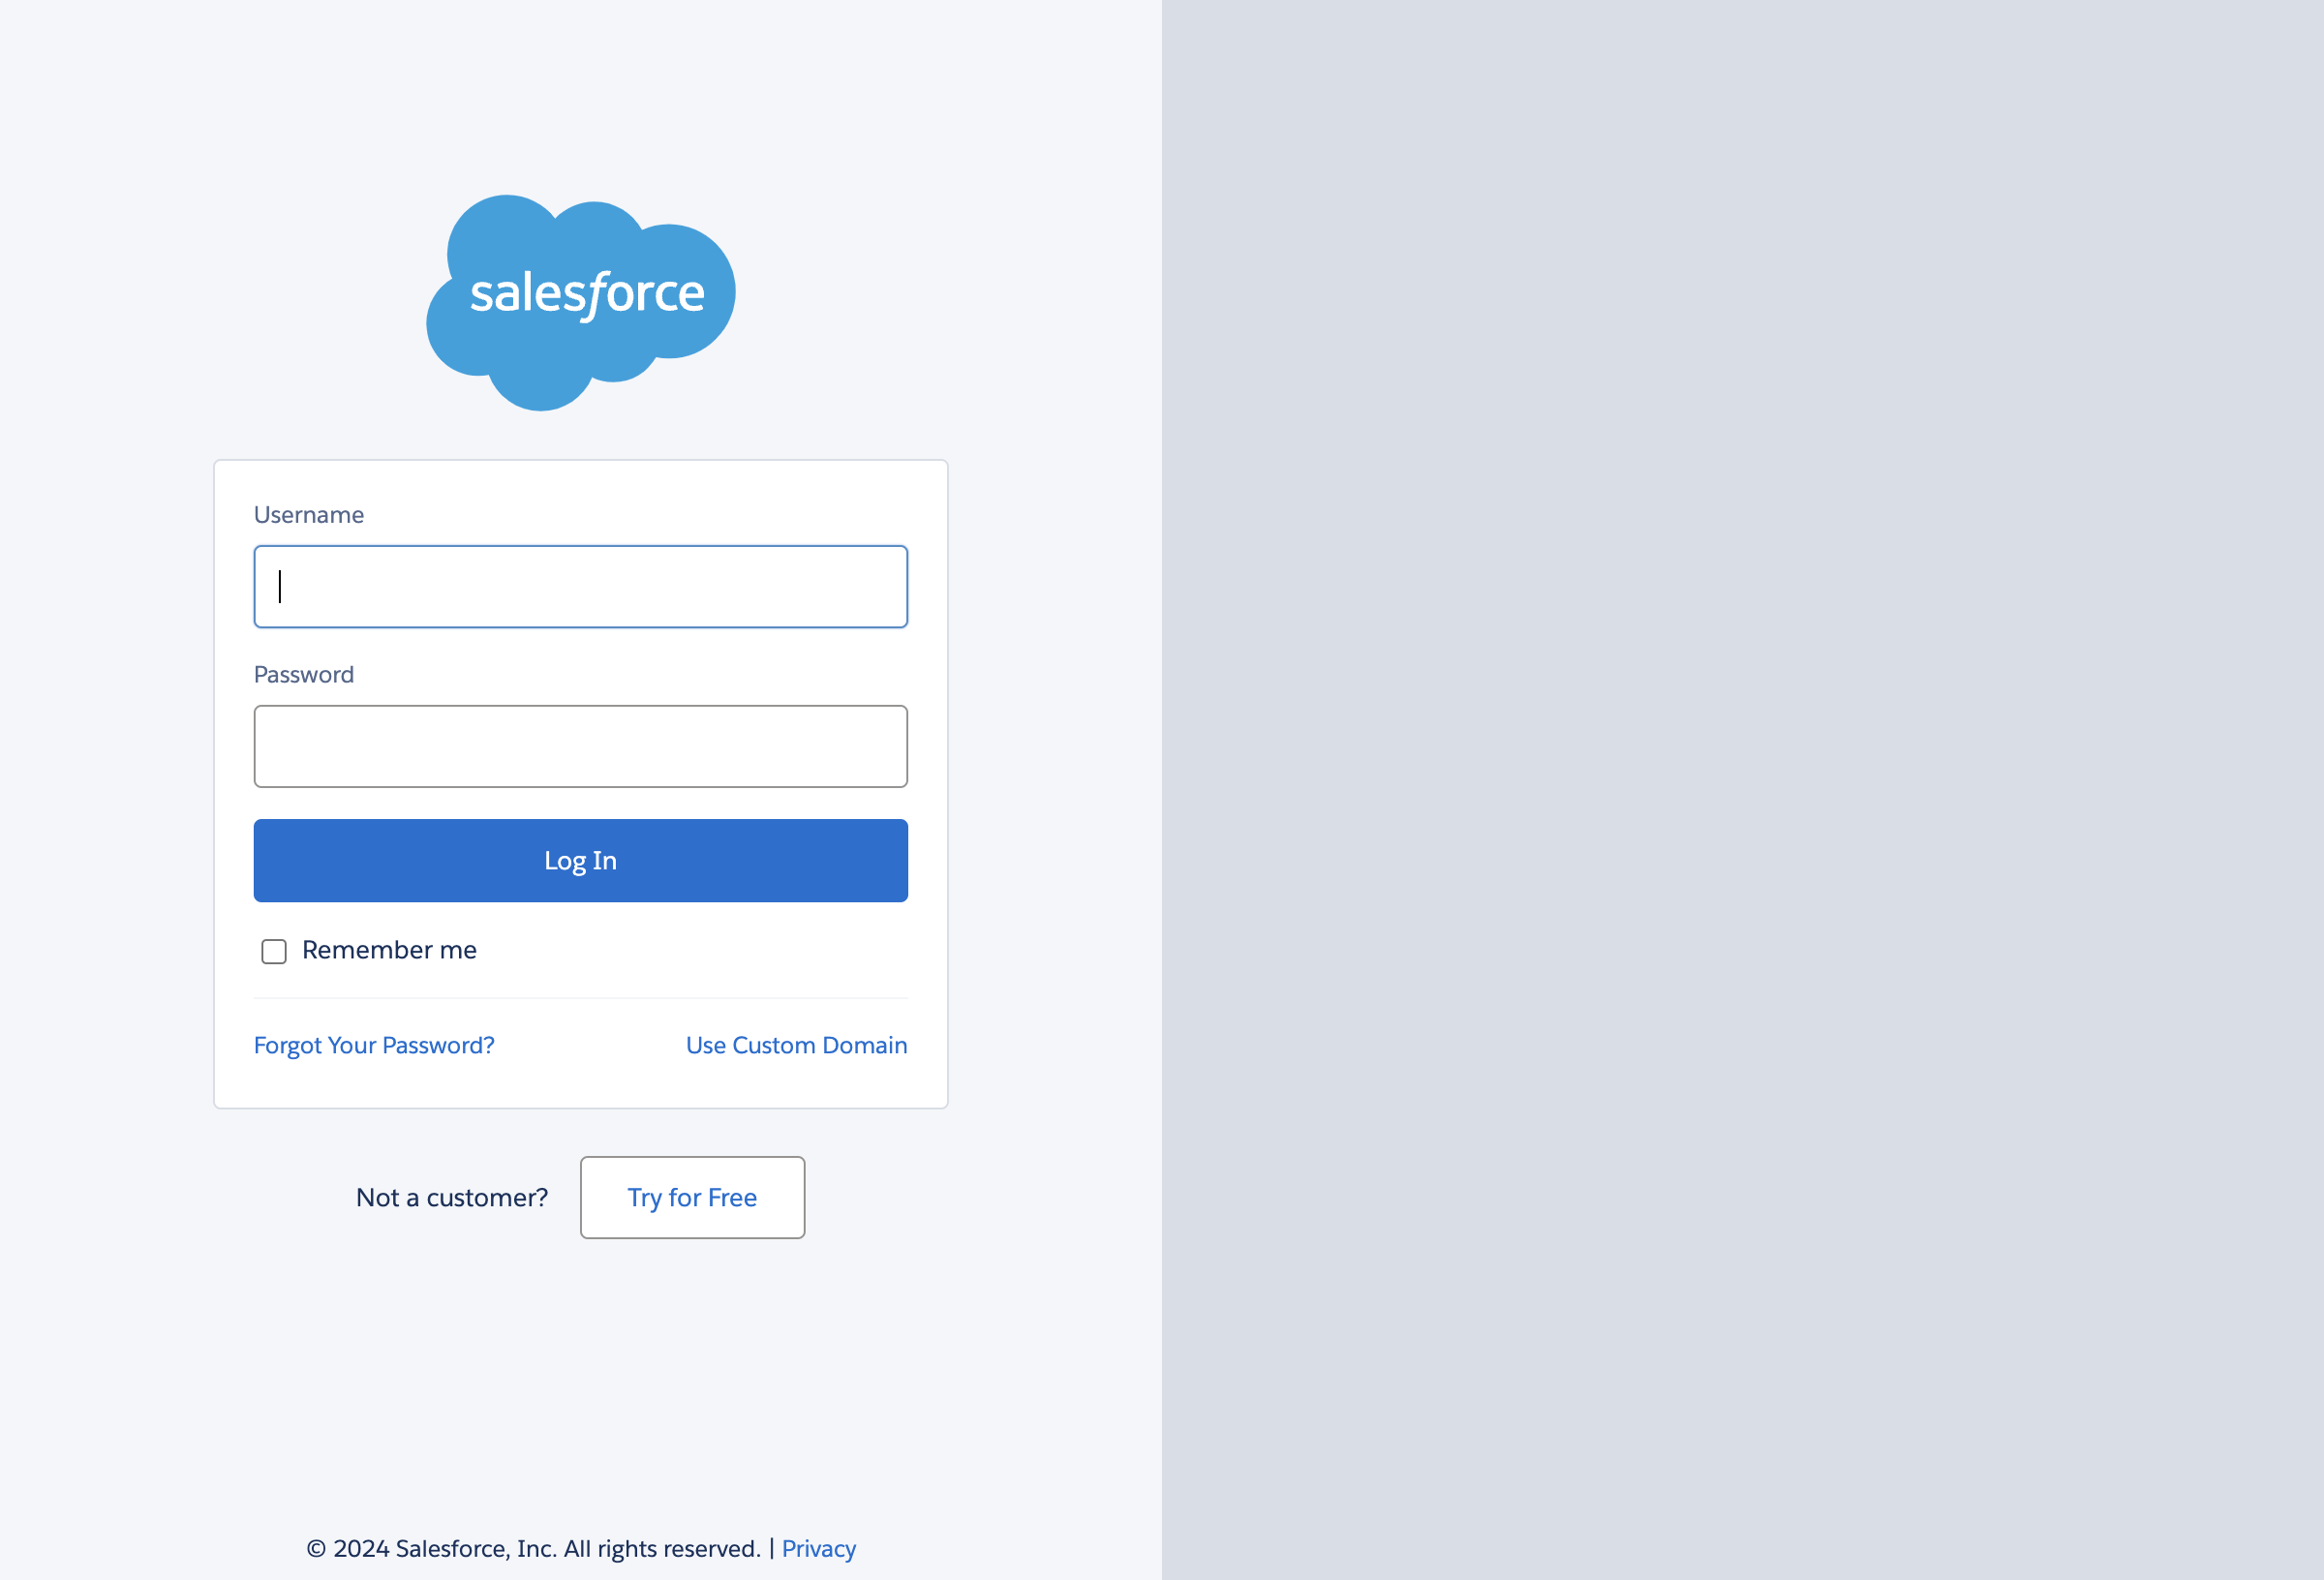 salesforce
Username
Password
Log In
Remember me
Forgot Your Password? Use Custom Domain
Not a customer? Try for Free
© 2024 Salesforce, Inc. All rights reserved. | Privacy